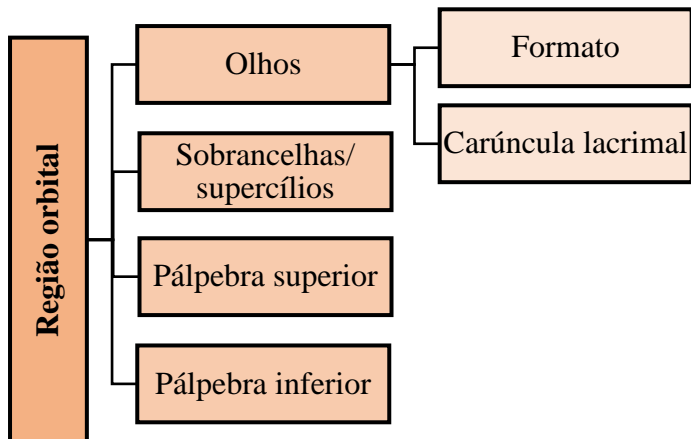 Região orbital
Olhos
Formato
Carúncula lacrimal
Sobrancelhas/
supercílios
Pálpebra superior
Pálpebra inferior